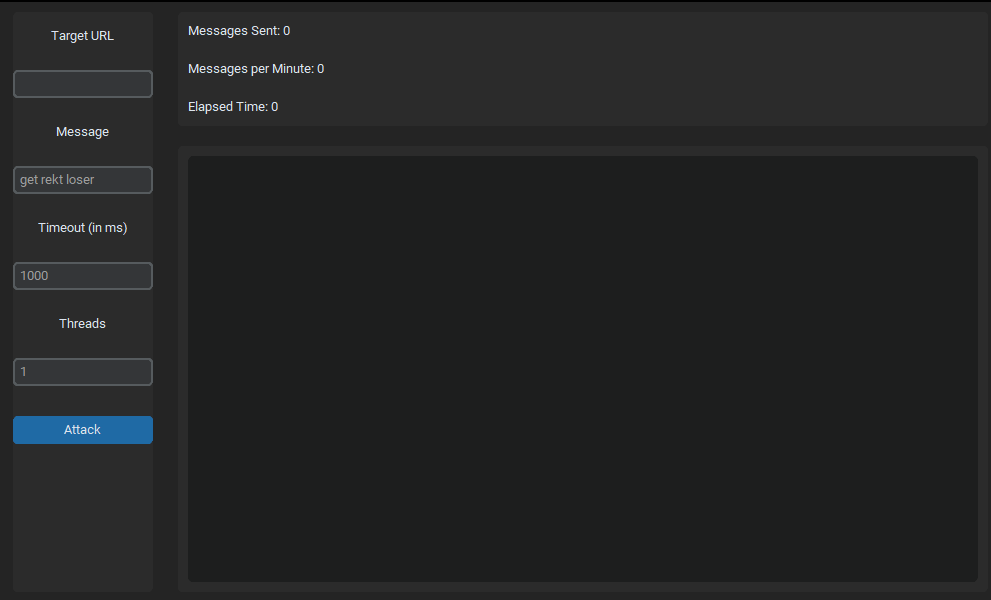 Target URL
Message
get rekt loser
Timeout (in ms)
1000
Threads
1
Attack
Messages Sent: 0
Messages per Minute: 0
Elapsed Time: 0